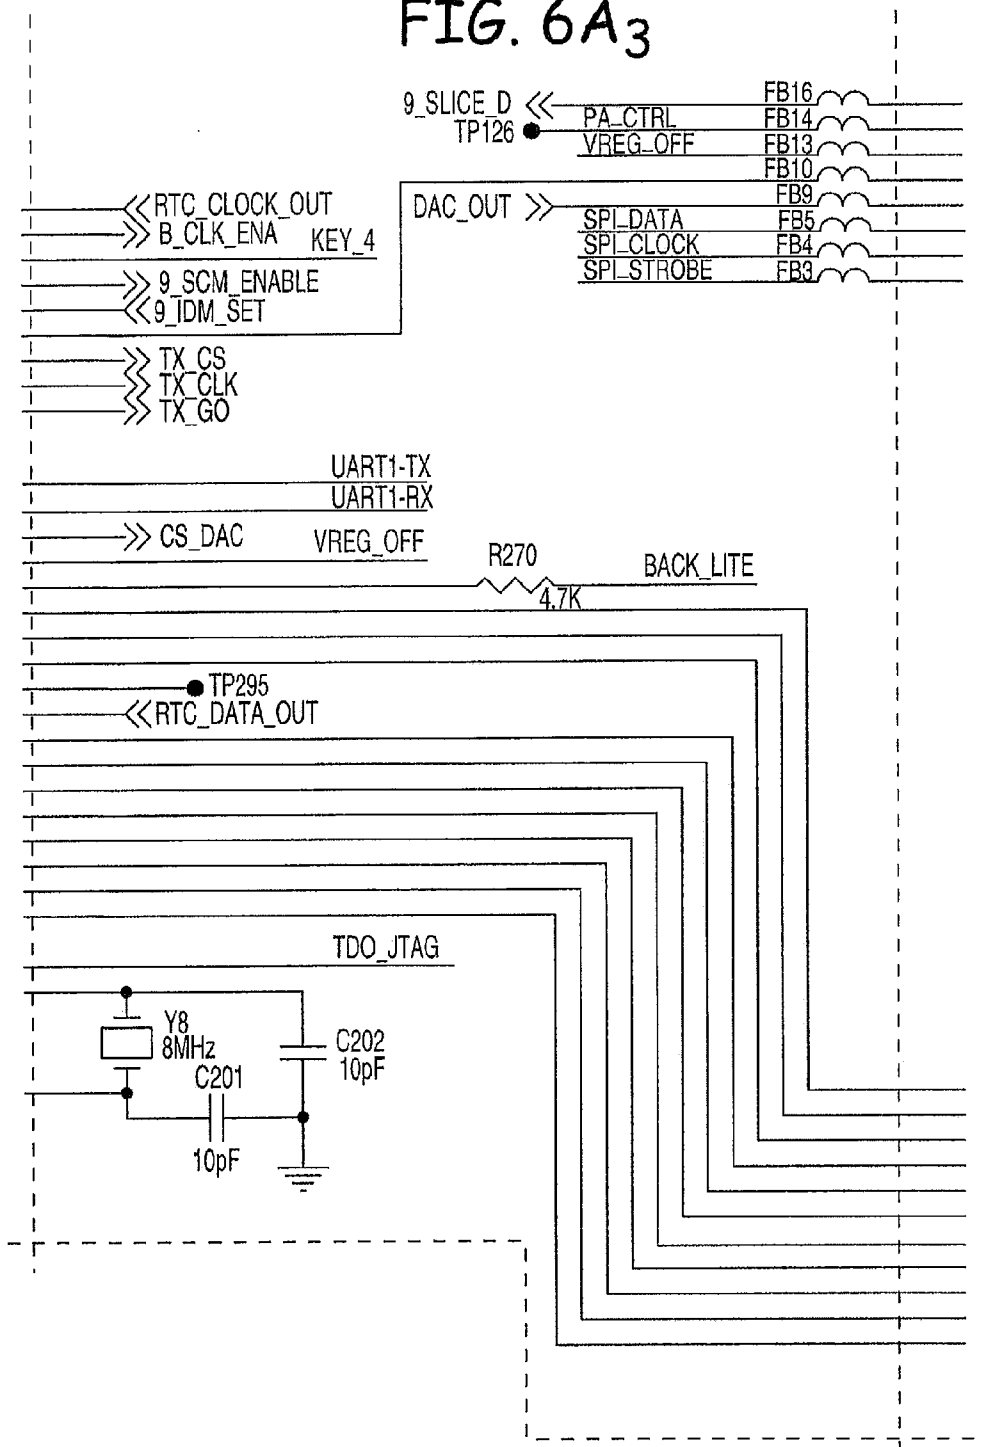 FIG. 6A3
9_SLICE_D
FB16
TP126
PA_CTRL
FB14
VREG_OFF
FB13
FB10
RTC_CLOCK_OUT
DAC_OUT
FB9
B_CLK_ENA
KEY_4
SPI_DATA
FB5
SPI_CLOCK
FB4
9_SCM_ENABLE
SPI_STROBE
FB3
9_IDM_SET
TX_CS
TX_CLK
TX_GO
UART1-TX
UART1-RX
CS_DAC
VREG_OFF
R270
4.7K
BACK_LITE
TP295
RTC_DATA_OUT
TDO_JTAG
Y8
8MHz
C202
10pF
C201
10pF